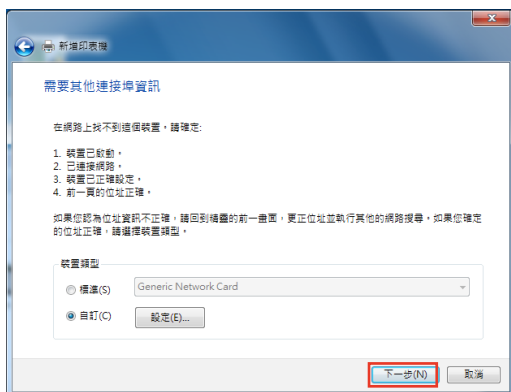 新增印表機
需要其他連接埠資訊
在網路上找不到這個裝置，請確定:
1. 裝置已啟動。
2. 已連接網路。
3. 裝置已正確設定。
4. 前一頁的位址正確。
如果您認為位址資訊不正確，請回到精靈的前一畫面，更正位址並執行其他的網路搜尋。如果您確定
的位址正確，請選擇裝置類型。
裝置類型
標準(S)
Generic Network Card
自訂(C)
設定(E)...
下一步(N)
取消